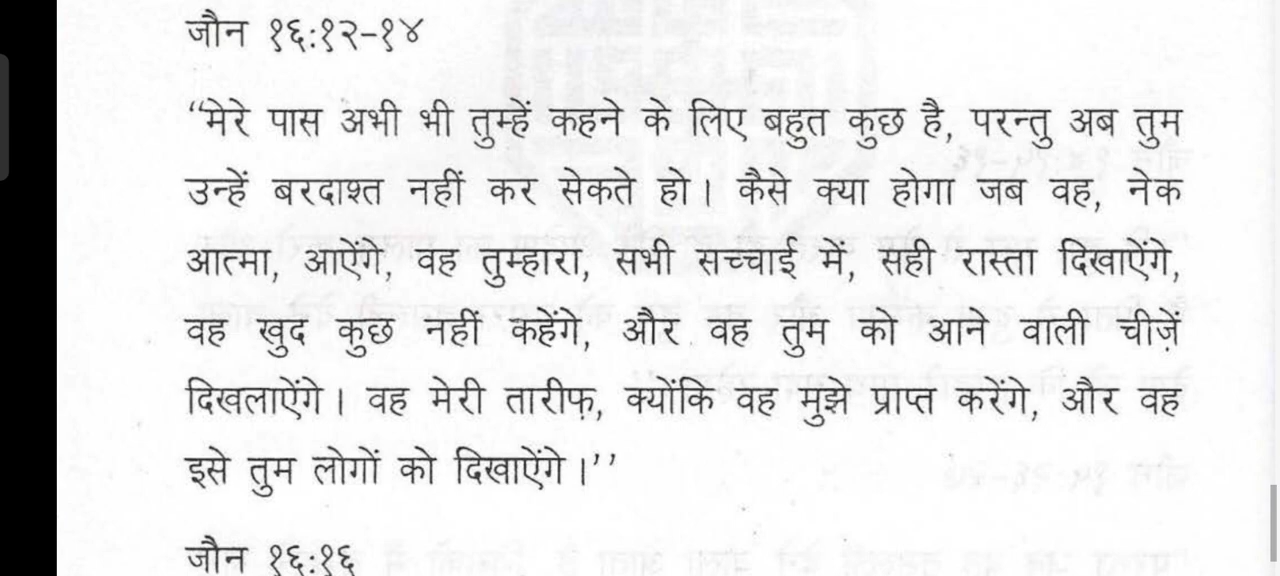 जौन १६:१२-१४
“मेरे पास अभी भी तुम्हें कहने के लिए बहुत कुछ है, परन्तु अब तुम
उन्हें बरदाश्त नहीं कर सेकते हो। कैसे क्या होगा जब वह, नेक
आत्मा, आऐंगे, वह तुम्हारा, सभी सच्चाई में, सही रास्ता दिखाऐंगे,
वह खुद कुछ नहीं कहेंगे, और वह तुम को आने वाली चीज़ें
दिखलाऐंगे। वह मेरी तारीफ़, क्योंकि वह मुझे प्राप्त करेंगे, और वह
इसे तुम लोगों को दिखाऐंगे।’’
जौन १६:१६